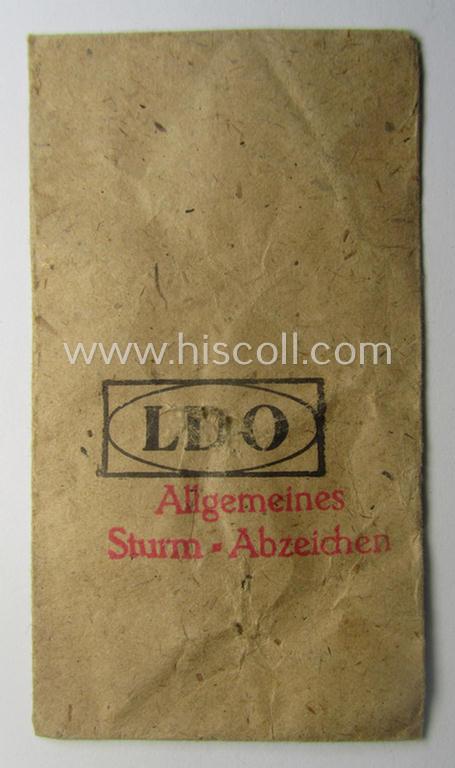 www.hiscoll.com
LDO
Allgemeines
Sturm - Abzeichen